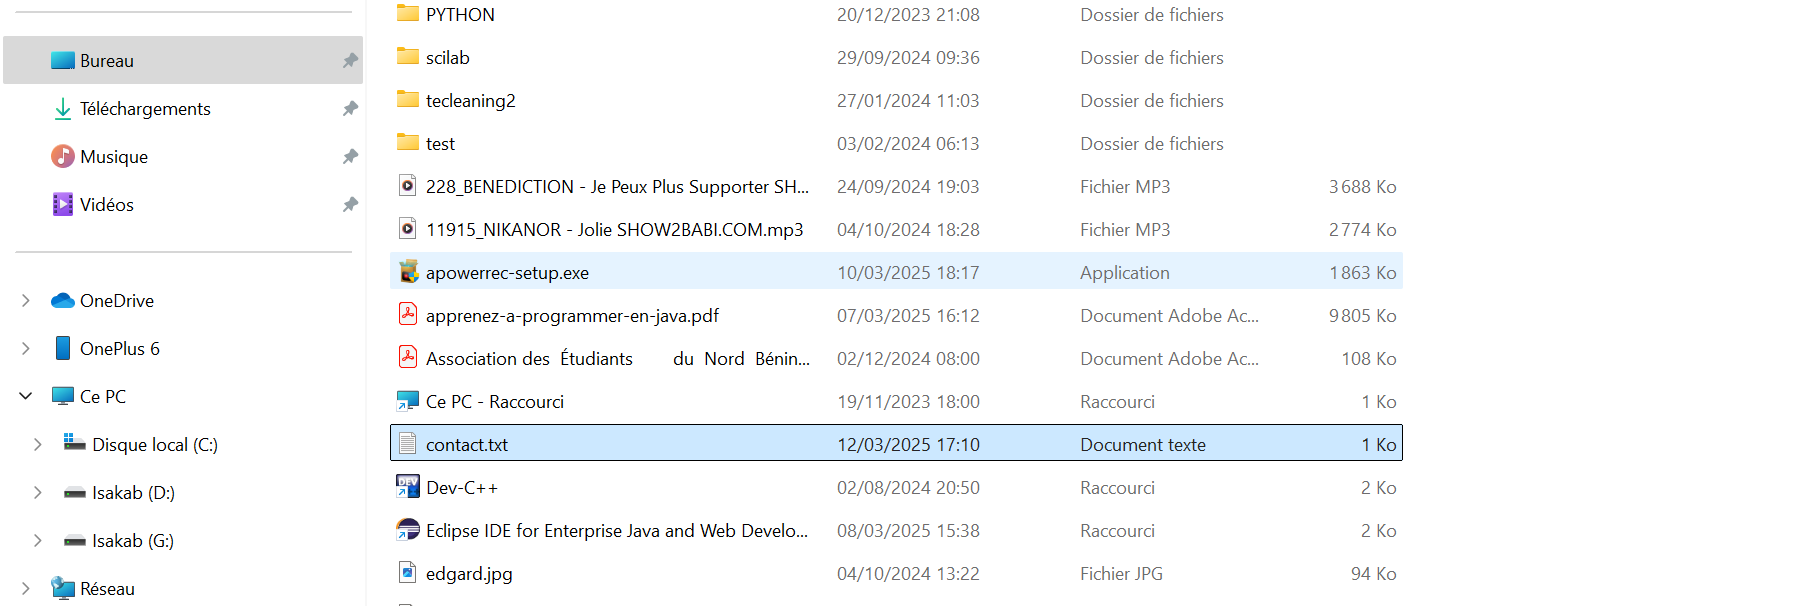 Bureau
Téléchargements
Musique
Vidéos
OneDrive
OnePlus 6
Ce PC
Disque local (C:)
Isakab (D:)
Isakab (G:)
Réseau
PYTHON 20/12/2023 21:08 Dossier de fichiers
scilab 29/09/2024 09:36 Dossier de fichiers
tecleaning2 27/01/2024 11:03 Dossier de fichiers
test 03/02/2024 06:13 Dossier de fichiers
228_BENEDICTION - Je Peux Plus Supporter SH... 24/09/2024 19:03 Fichier MP3 3 688 Ko
11915_NIKANOR - Jolie SHOW2BABI.COM.mp3 04/10/2024 18:28 Fichier MP3 2 774 Ko
apowerrec-setup.exe 10/03/2025 18:17 Application 1 863 Ko
apprenez-a-programmer-en-java.pdf 07/03/2025 16:12 Document Adobe Ac... 9 805 Ko
Association des Étudiants du Nord Bénin... 02/12/2024 08:00 Document Adobe Ac... 108 Ko
Ce PC - Raccourci 19/11/2023 18:00 Raccourci 1 Ko
contact.txt 12/03/2025 17:10 Document texte 1 Ko
Dev-C++ 02/08/2024 20:50 Raccourci 2 Ko
Eclipse IDE for Enterprise Java and Web Develo... 08/03/2025 15:38 Raccourci 2 Ko
edgard.jpg 04/10/2024 13:22 Fichier JPG 94 Ko